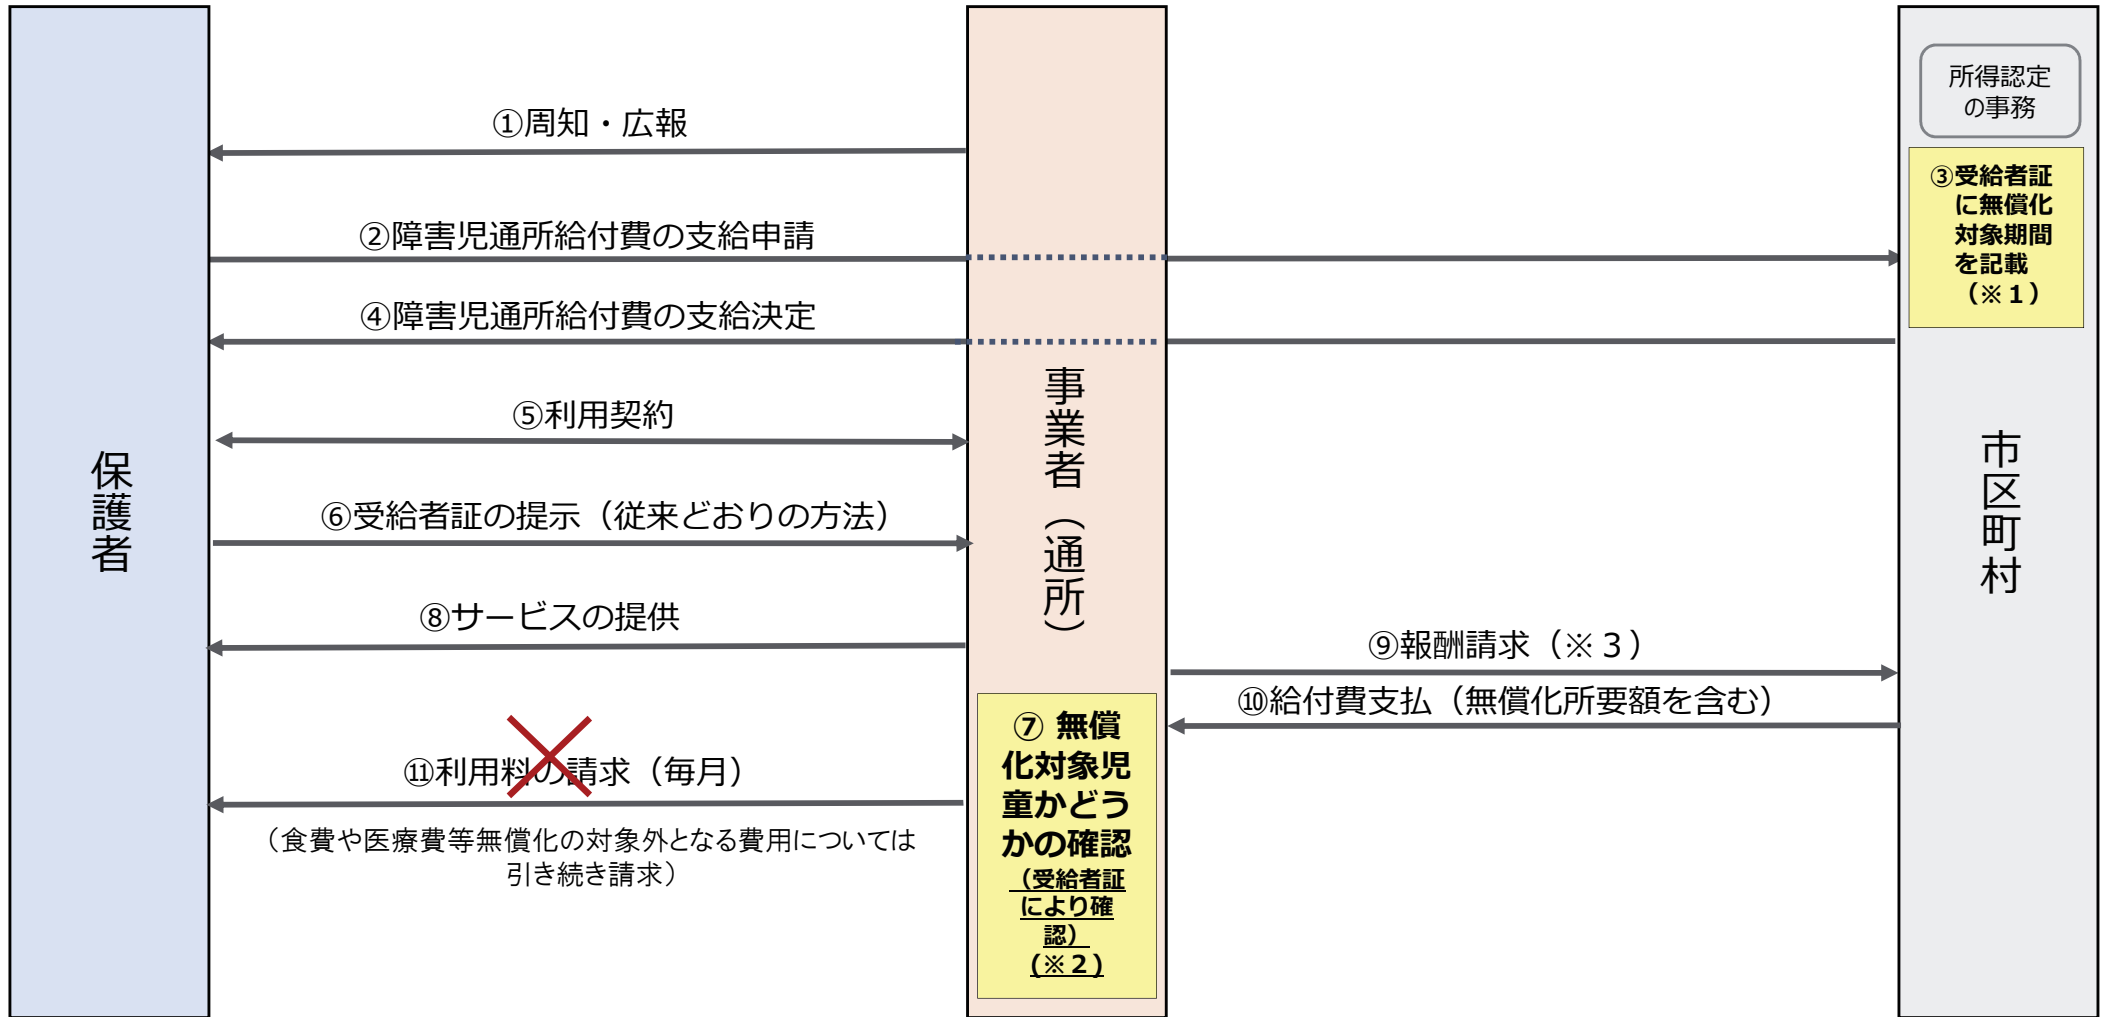 所得認定
の事務
①周知・広報
③受給者証
に無償化
対象期間
を記載
（※１）
②障害児通所給付費の支給申請
④障害児通所給付費の支給決定
⑤利用契約
保護者
事業者（通所）
市区町村
⑥受給者証の提示（従来どおりの方法）
⑧サービスの提供
⑨報酬請求（※３）
⑩給付費支払（無償化所要額を含む）
⑦ 無償
化対象児
童かどう
かの確認
（受給者証
により確
認）
(※２)
⑪利用料の請求（毎月）
（食費や医療費等無償化の対象外となる費用については
引き続き請求）